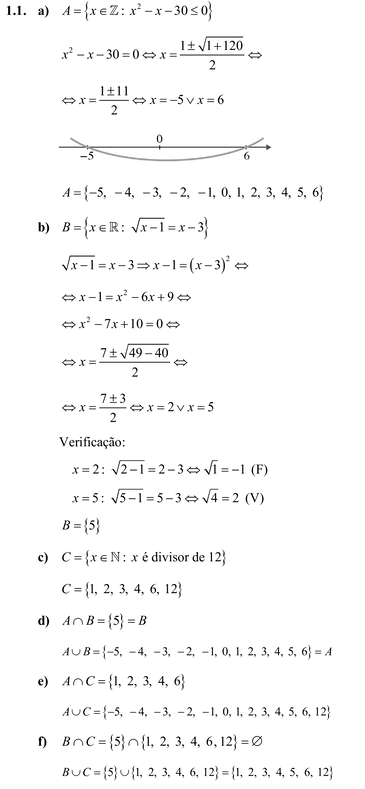 1.1. a) A = {x ∈ ℤ : x² − x − 30 ≤ 0}
x² − x − 30 = 0 ⇔ x = (1 ± √(1 + 120))/2 ⇔
⇔ x = (1 ± 11)/2 ⇔ x = −5 ∨ x = 6
0
−5 6
A = {−5, −4, −3, −2, −1, 0, 1, 2, 3, 4, 5, 6}
b) B = {x ∈ ℝ : √(x − 1) = x − 3}
√(x − 1) = x − 3 ⇒ x − 1 = (x − 3)² ⇔
⇔ x − 1 = x² − 6x + 9 ⇔
⇔ x² − 7x + 10 = 0 ⇔
⇔ x = (7 ± √(49 − 40))/2 ⇔
⇔ x = (7 ± 3)/2 ⇔ x = 2 ∨ x = 5
Verificação:
x = 2 : √(2 − 1) = 2 − 3 ⇔ √1 = −1 (F)
x = 5 : √(5 − 1) = 5 − 3 ⇔ √4 = 2 (V)
B = {5}
c) C = {x ∈ ℕ : x é divisor de 12}
C = {1, 2, 3, 4, 6, 12}
d) A ∩ B = {5} = B
A ∪ B = {−5, −4, −3, −2, −1, 0, 1, 2, 3, 4, 5, 6} = A
e) A ∩ C = {1, 2, 3, 4, 6}
A ∪ C = {−5, −4, −3, −2, −1, 0, 1, 2, 3, 4, 5, 6, 12}
f) B ∩ C = {5} ∩ {1, 2, 3, 4, 6, 12} = ∅
B ∪ C = {5} ∪ {1, 2, 3, 4, 6, 12} = {1, 2, 3, 4, 5, 6, 12}